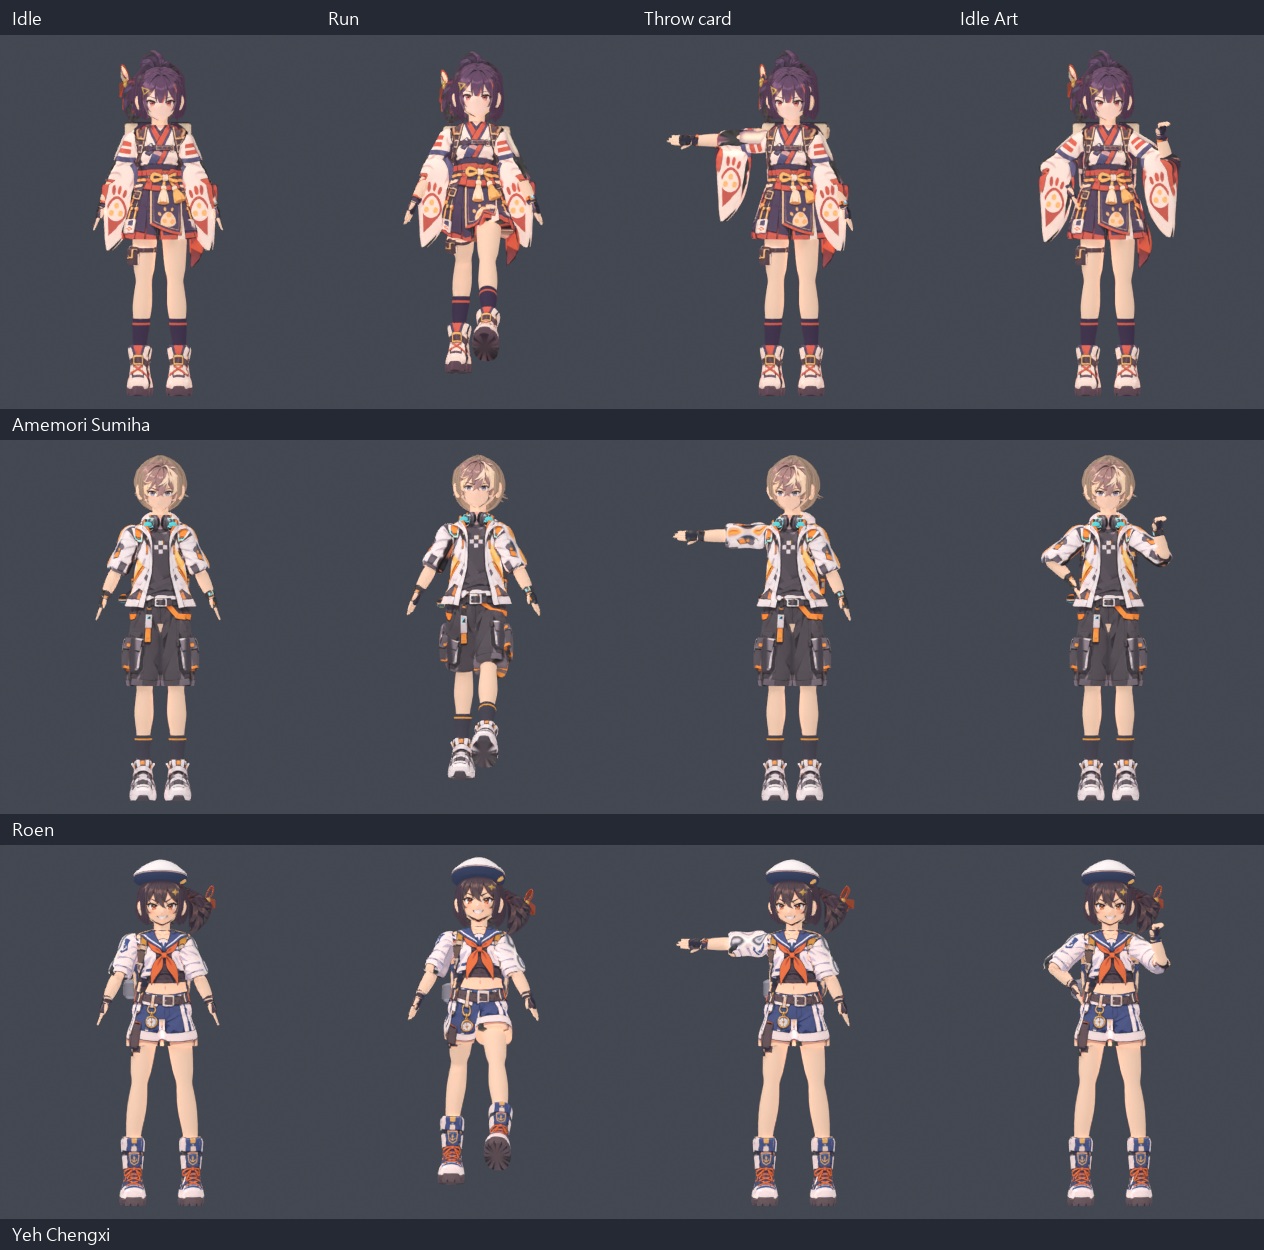 Idle
Run
Throw card
Idle Art
Amemori Sumiha
Roen
Yeh Chengxi